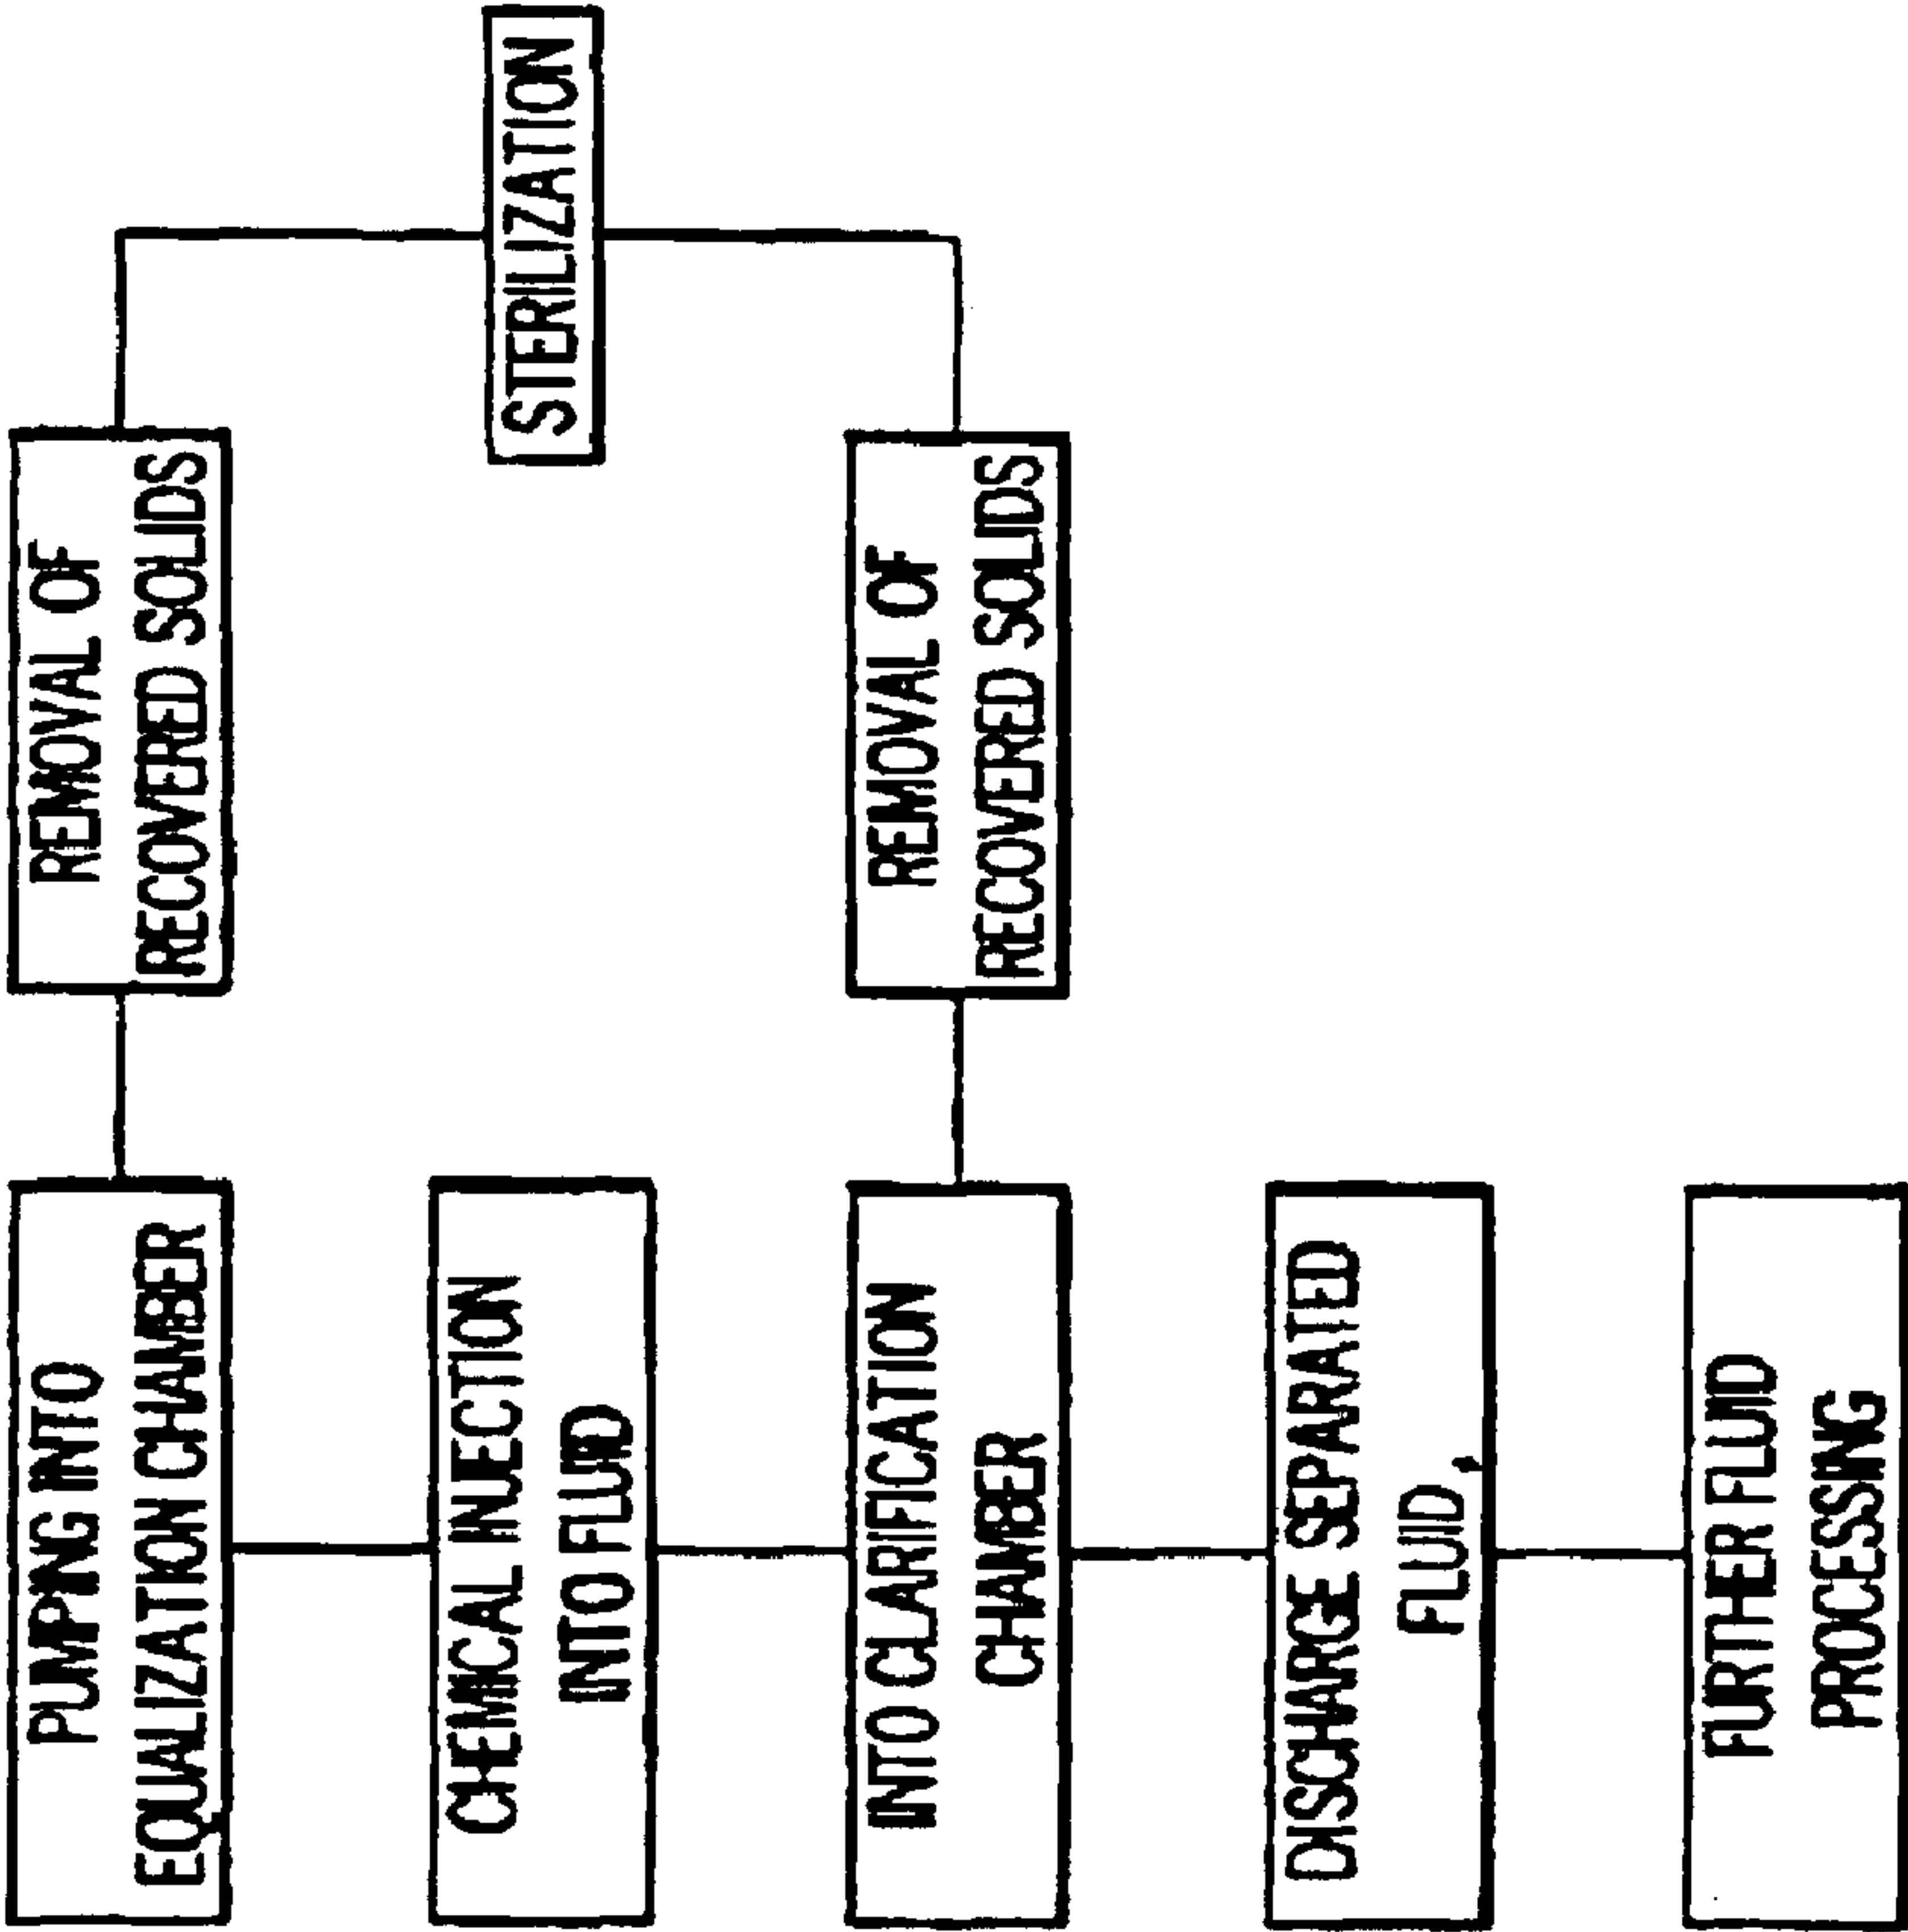 PUMPING INTO
EQUALIZATION CHAMBER
REMOVAL OF
RECOVERED SOLIDS
STERILIZATION
CHEMICAL INJECTION
INTO FLUID
INTO CLARIFICATION
CHAMBER
REMOVAL OF
RECOVERED SOLIDS
DISCHARGE SEPARATED
FLUID
FURTHER FLUID
PROCESSING